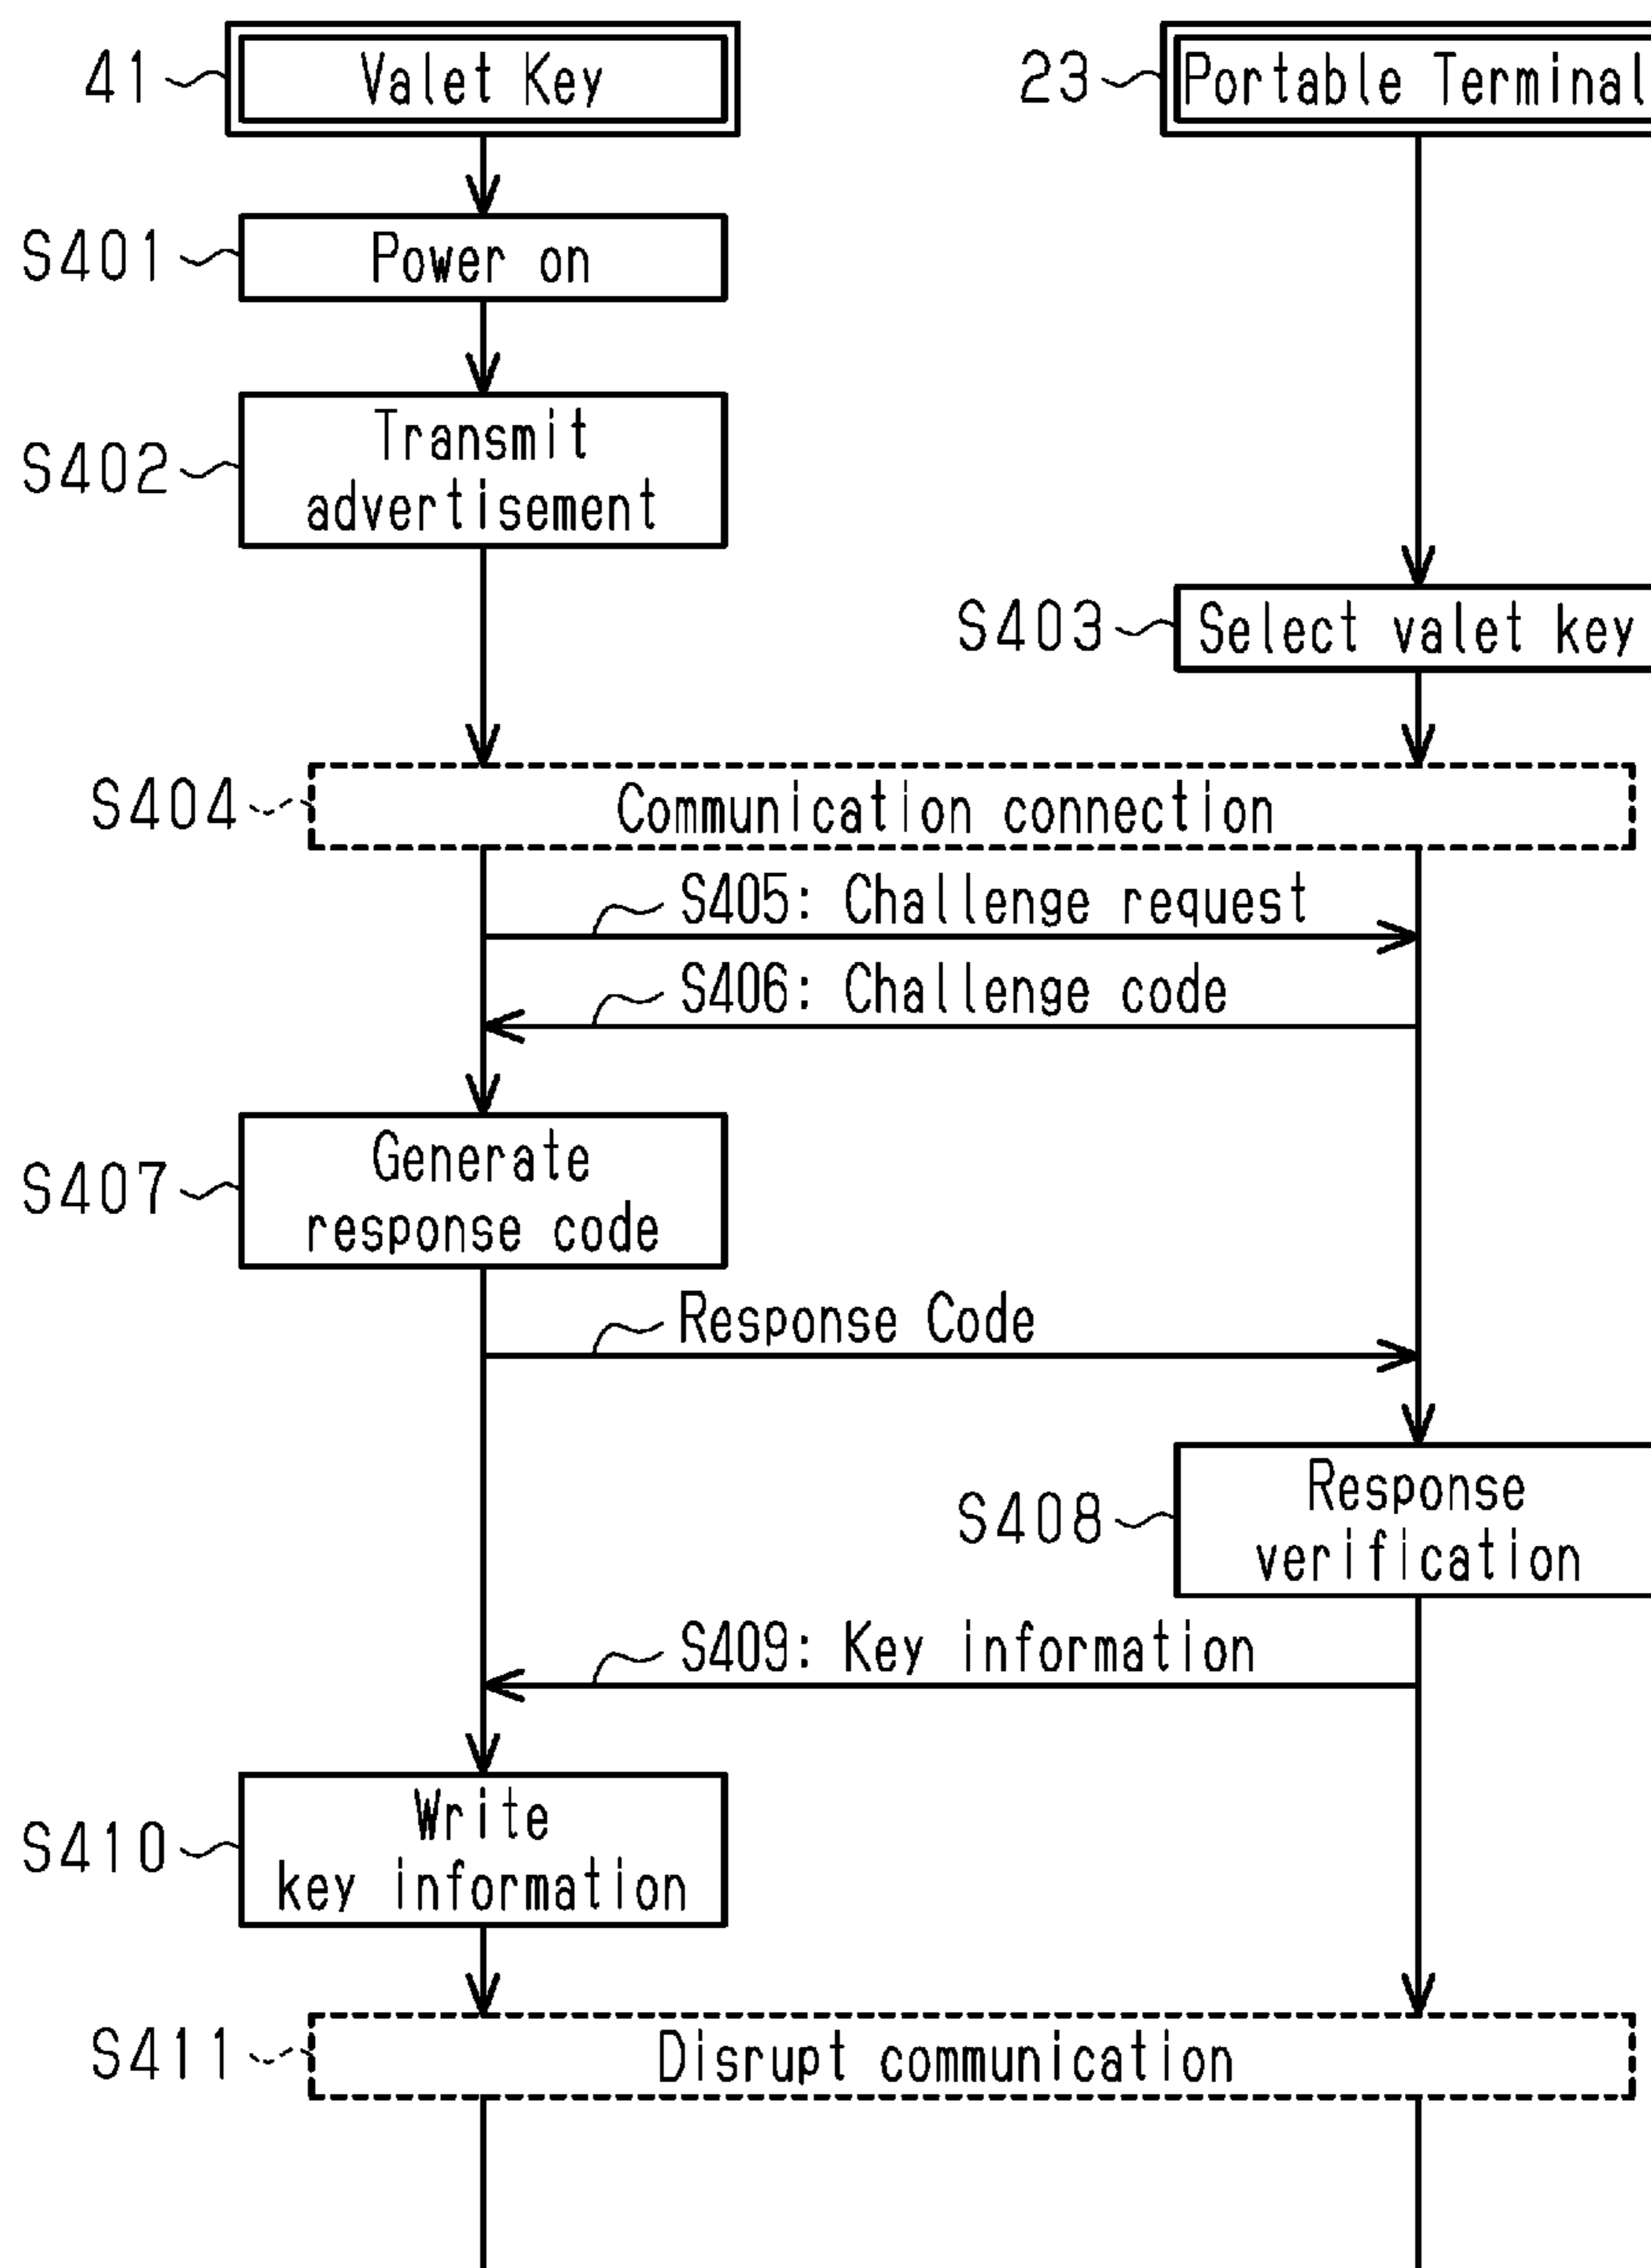 41
Valet Key
23
Portable Terminal
S401
Power on
S402
Transmit
advertisement
S403
Select valet key
S404
Communication connection
S405: Challenge request
S406: Challenge code
S407
Generate
response code
Response Code
S408
Response
verification
S409: Key information
S410
Write
key information
S411
Disrupt communication